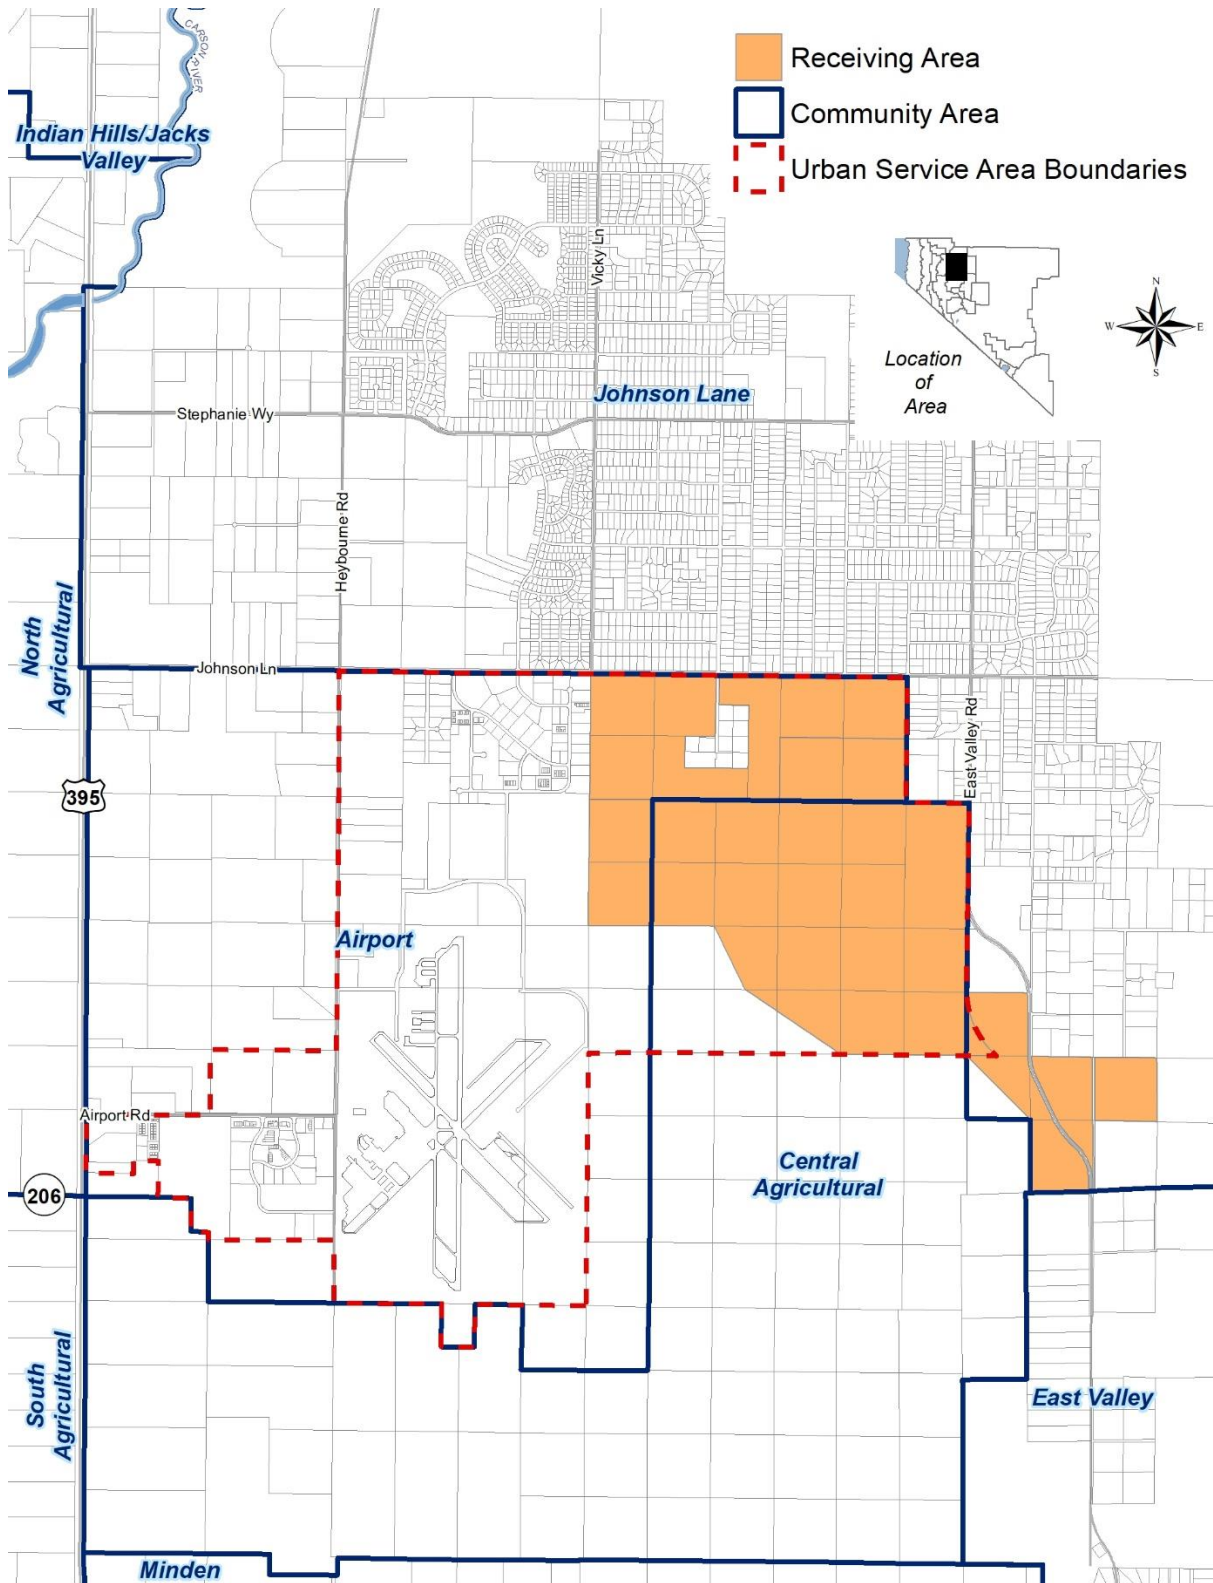 Receiving Area
Community Area
Urban Service Area Boundaries
CARSON RIVER
Indian Hills/Jacks
Valley
Vicky Ln
N
W
E
S
Location
of
Area
Johnson Lane
Stephanie Wy
Heybourne Rd
North
Agricultural
Johnson Ln
East Valley Rd
395
Airport
Airport Rd
Central
Agricultural
206
South
Agricultural
East Valley
Minden